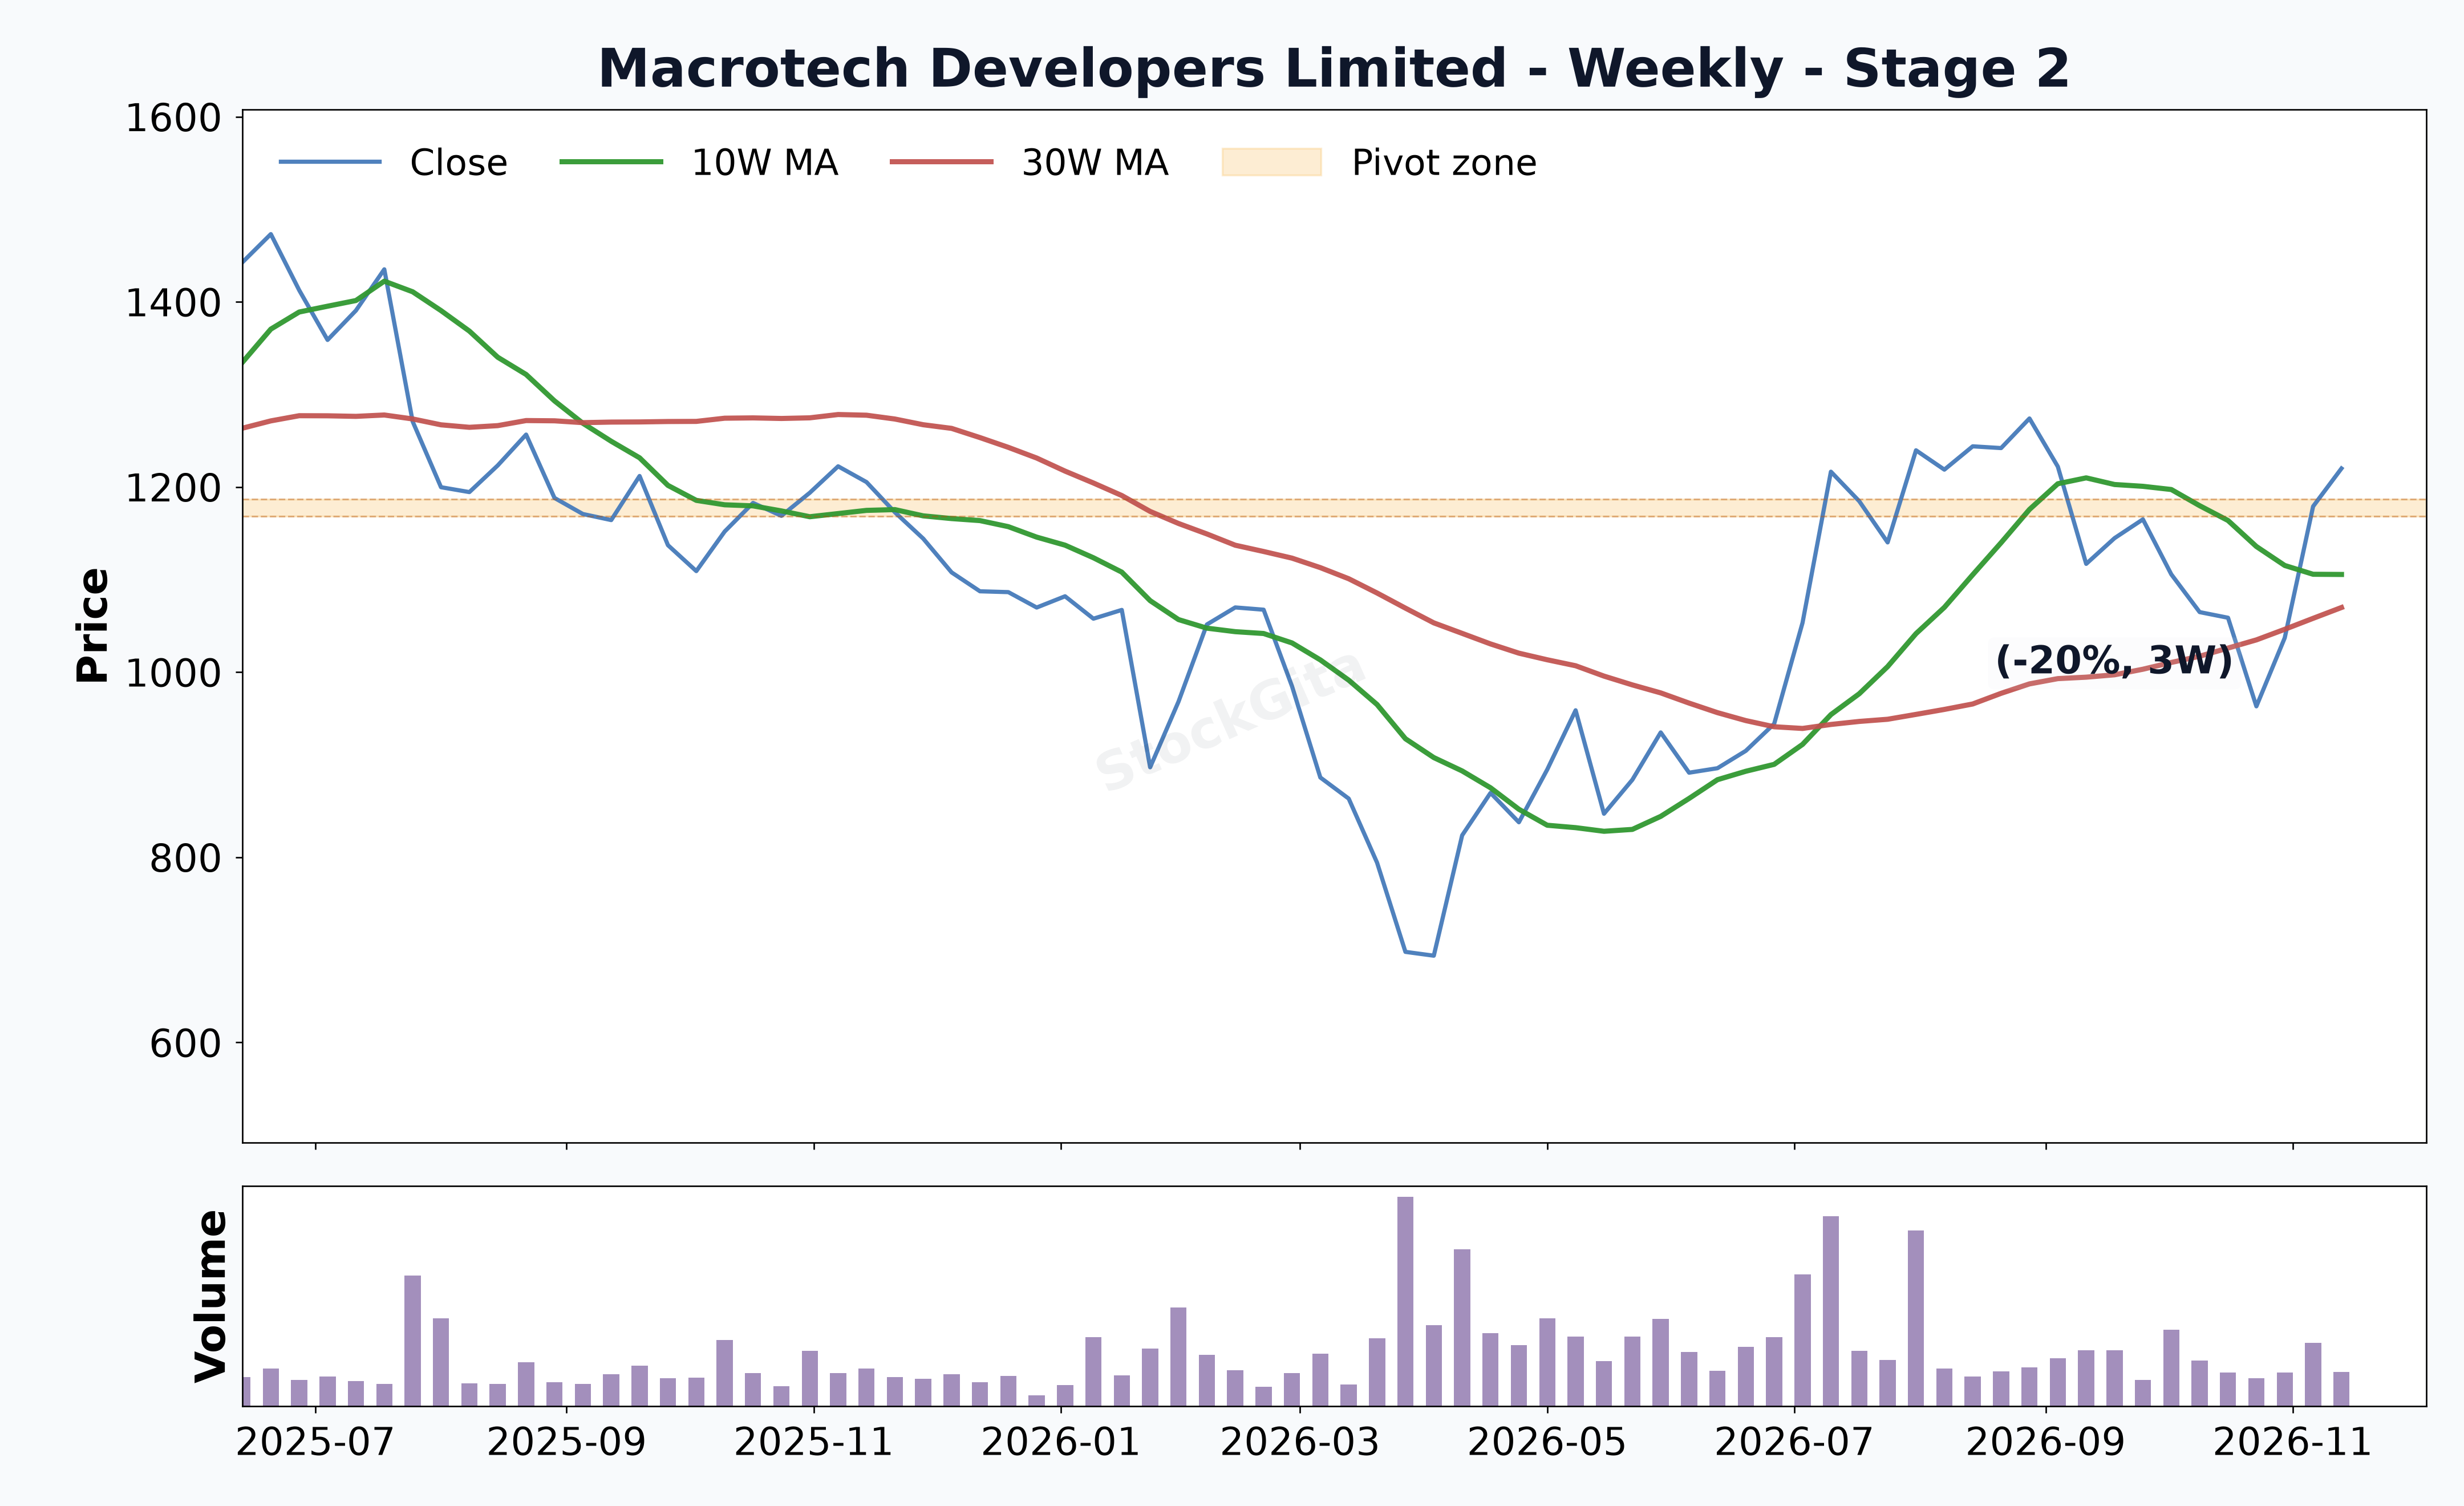 Macrotech Developers Limited - Weekly - Stage 2
Close 10W MA 30W MA Pivot zone
Price
1600
1400
1200
1000
800
600
(-20%, 3W)
StockGita
Volume
2025-07 2025-09 2025-11 2026-01 2026-03 2026-05 2026-07 2026-09 2026-11